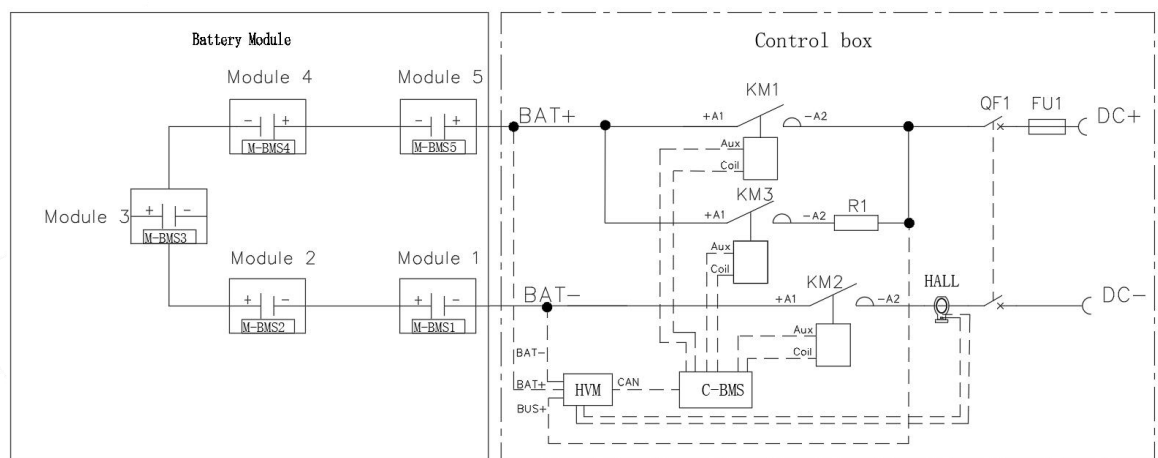 Battery Module
Control box
Module 4
Module 5
- +
M-BMS4
- +
M-BMS5
BAT+
+A1
KM1
-A2
QF1
FU1
DC+
Aux
Coil
Module 3
+ -
M-BMS3
KM3
+A1
-A2
R1
Aux
Coil
Module 2
Module 1
+ -
M-BMS2
+ -
M-BMS1
BAT-
+A1
KM2
-A2
HALL
DC-
Aux
Coil
BAT-
BAT+
BUS+
HVM
CAN
C-BMS